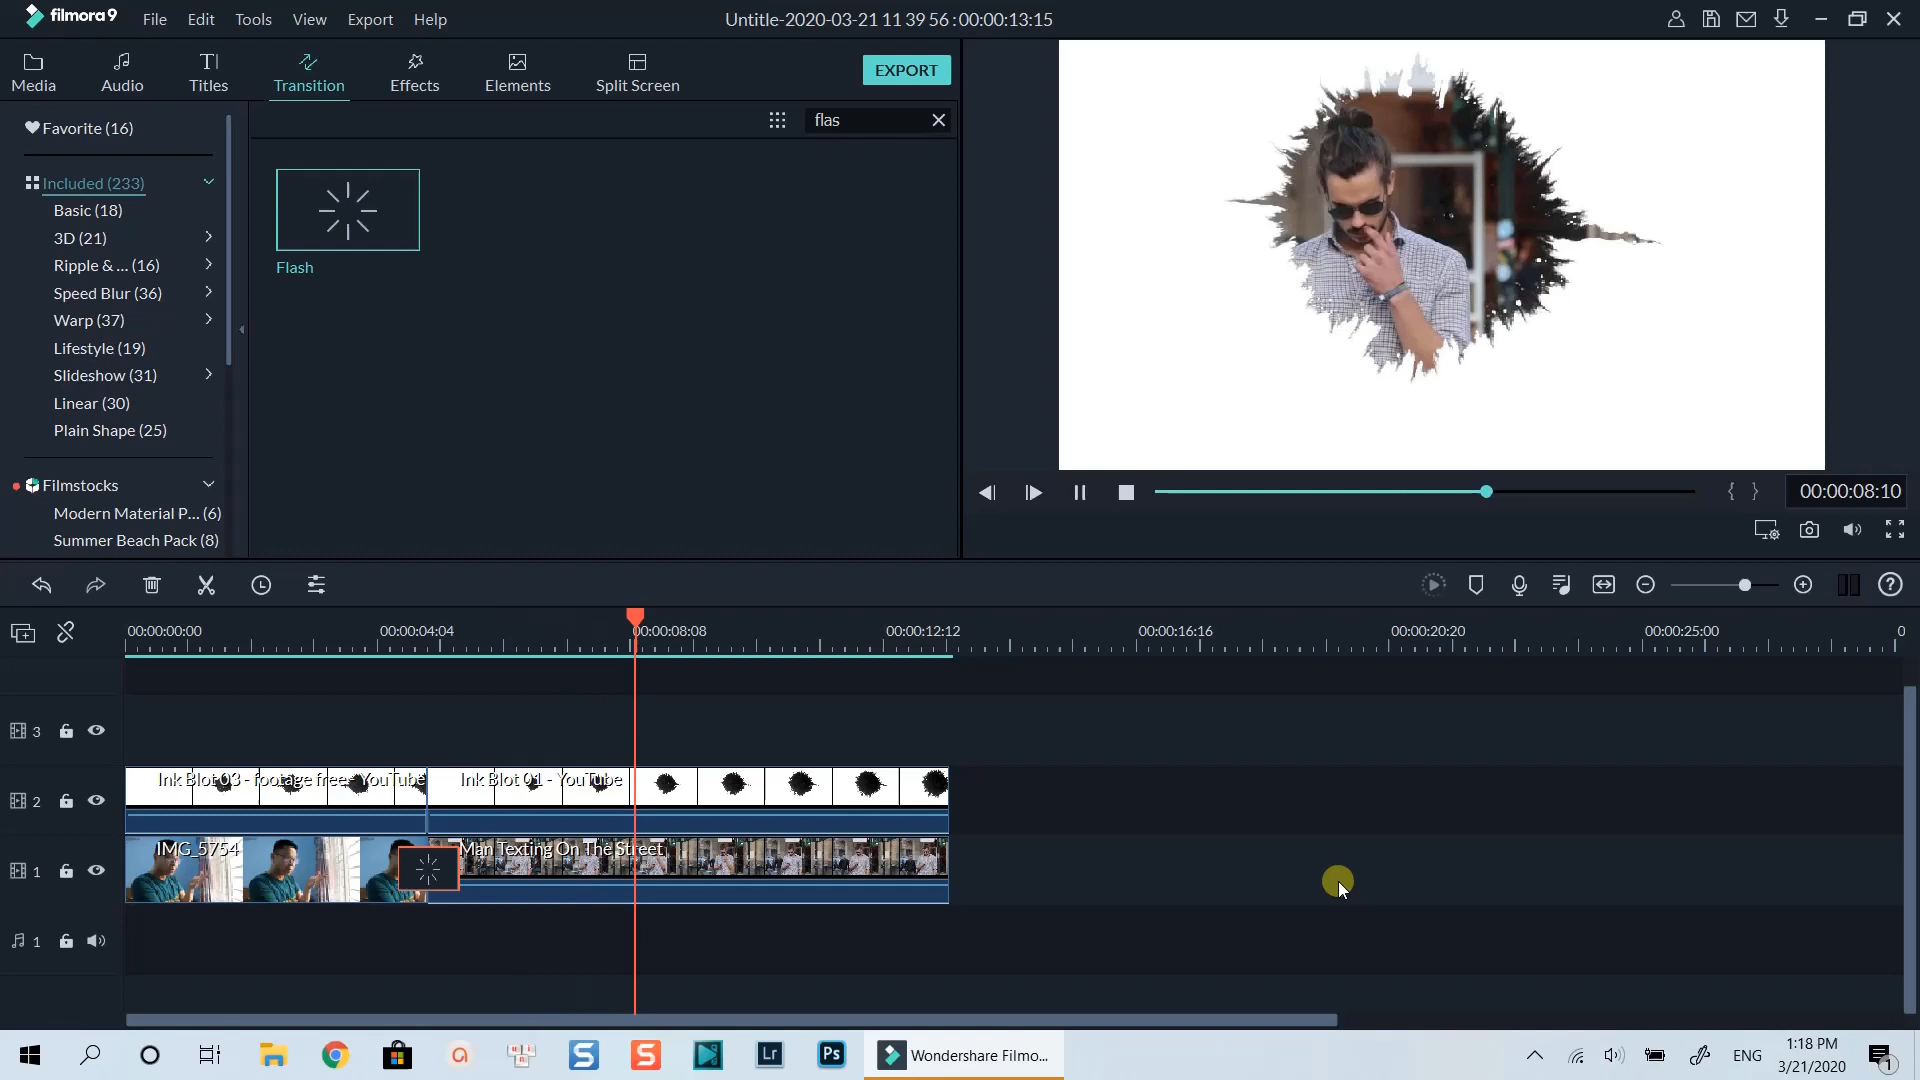 filmora9 File Edit Tools View Export Help Untitle-2020-03-21 11 39 56 : 00:00:13:15
Media Audio Titles Transition Effects Elements Split Screen EXPORT
Favorite (16)
flas
Included (233)
Basic (18)
3D (21)
Ripple & ... (16)
Speed Blur (36)
Warp (37)
Lifestyle (19)
Slideshow (31)
Linear (30)
Plain Shape (25)
Filmstocks
Modern Material P... (6)
Summer Beach Pack (8)
Flash
{ } 00:00:08:10
00:00:00:00 00:00:04:04 00:00:08:08 00:00:12:12 00:00:16:16 00:00:20:20 00:00:25:00 0
3
2 Ink Blot 03 - footage free - YouTube Ink Blot 01 - YouTube
1 IMG_5754 Man Texting On The Street
1
Lr Ps Wondershare Filmo... ENG 1:18 PM
3/21/2020 1